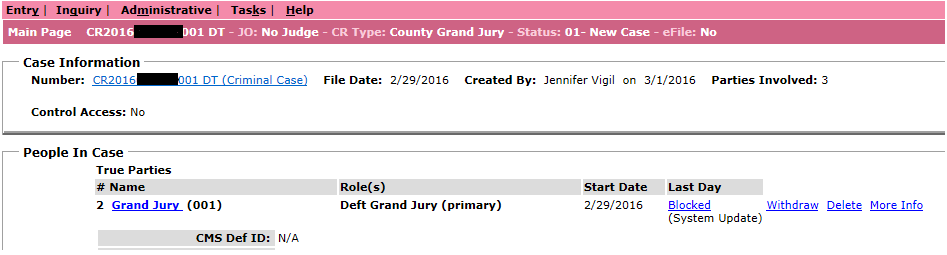 Entry | Inquiry | Administrative | Tasks | Help
Main Page CR2016 001 DT - JO: No Judge - CR Type: County Grand Jury - Status: 01- New Case - eFile: No
Case Information
Number: CR2016 001 DT (Criminal Case) File Date: 2/29/2016 Created By: Jennifer Vigil on 3/1/2016 Parties Involved: 3
Control Access: No
People In Case
True Parties
# Name Role(s) Start Date Last Day
2 Grand Jury (001) Deft Grand Jury (primary) 2/29/2016 Blocked Withdraw Delete More Info
(System Update)
CMS Def ID: N/A